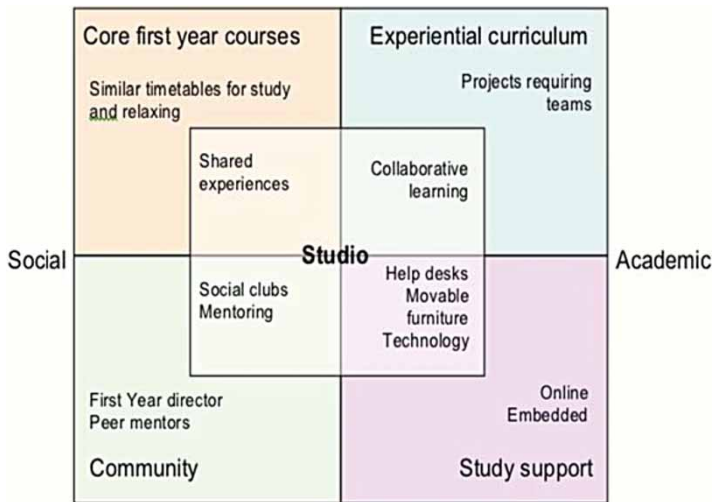 Core first year courses
Similar timetables for study
and relaxing
Experiential curriculum
Projects requiring
teams
Shared
experiences
Collaborative
learning
Social
Studio
Academic
Social clubs
Mentoring
Help desks
Movable
furniture
Technology
First Year director
Peer mentors
Community
Online
Embedded
Study support